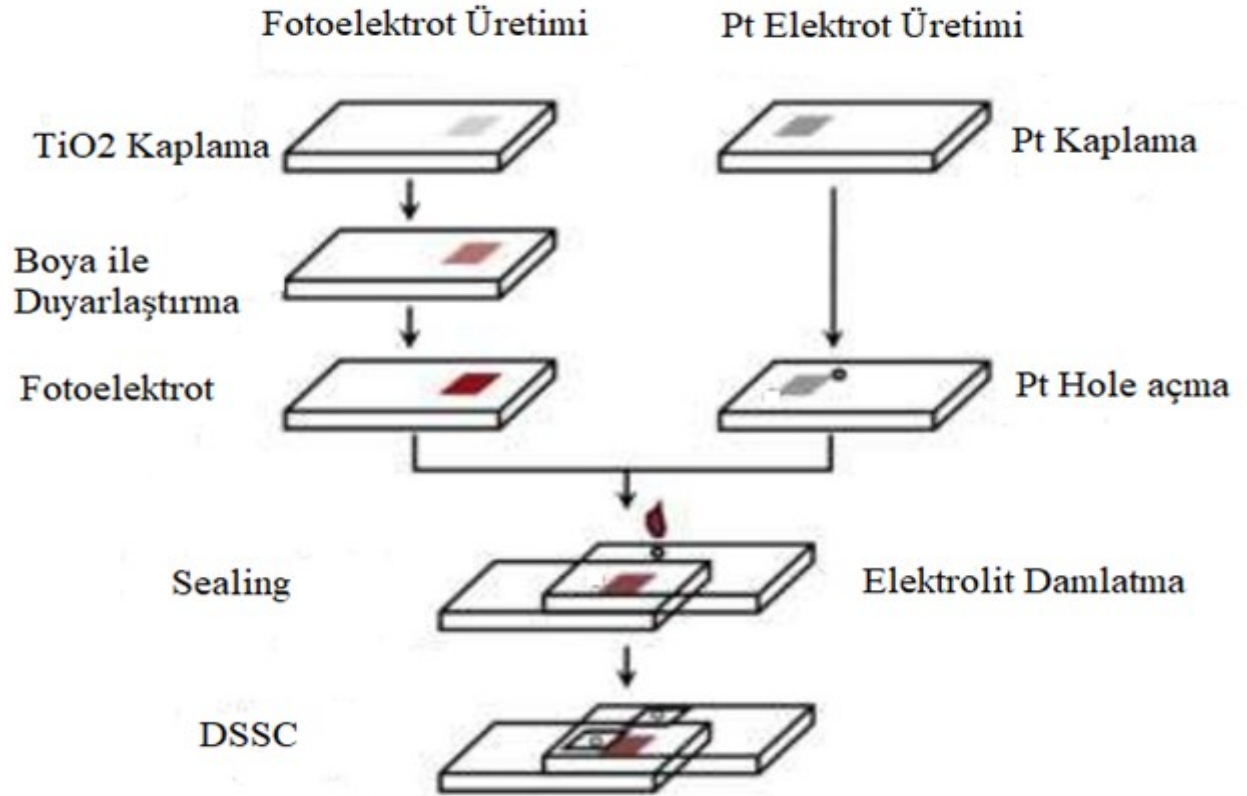 Fotoelektrot Üretimi
Pt Elektrot Üretimi
TiO2 Kaplama
Pt Kaplama
Boya ile
Duyarlaştırma
Fotoelektrot
Pt Hole açma
Sealing
Elektrolit Damlatma
DSSC